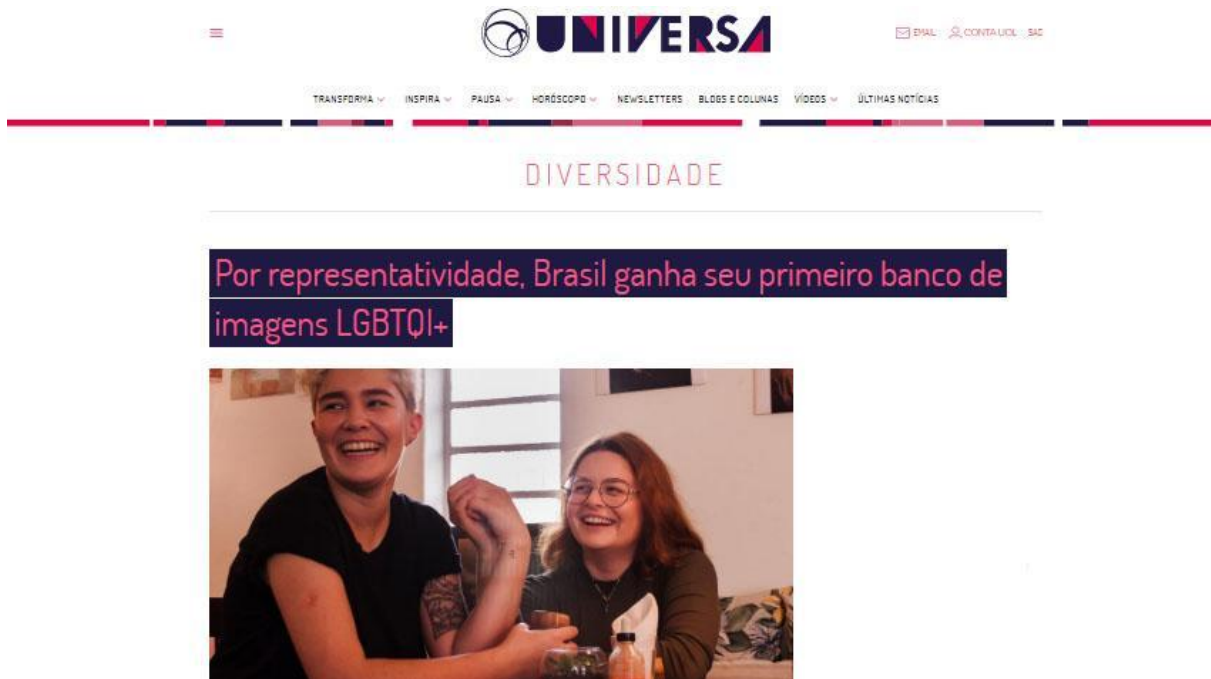 UNIVERSA
EMAIL CONTA UOL SAC
TRANSFORMA INSPIRA PAUSA HORÓSCOPO NEWSLETTERS BLOGS E COLUNAS VÍDEOS ÚLTIMAS NOTÍCIAS
DIVERSIDADE
Por representatividade, Brasil ganha seu primeiro banco de
imagens LGBTQI+